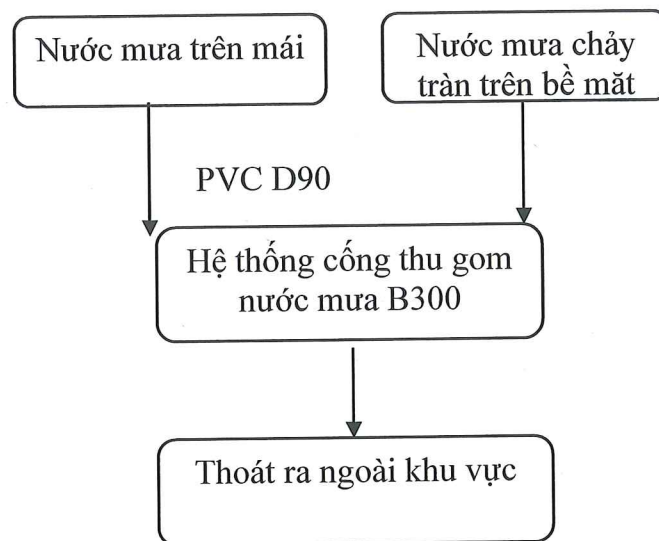 Nước mưa trên mái
Nước mưa chảy
tràn trên bề măt
PVC D90
Hệ thống cống thu gom
nước mưa B300
Thoát ra ngoài khu vực